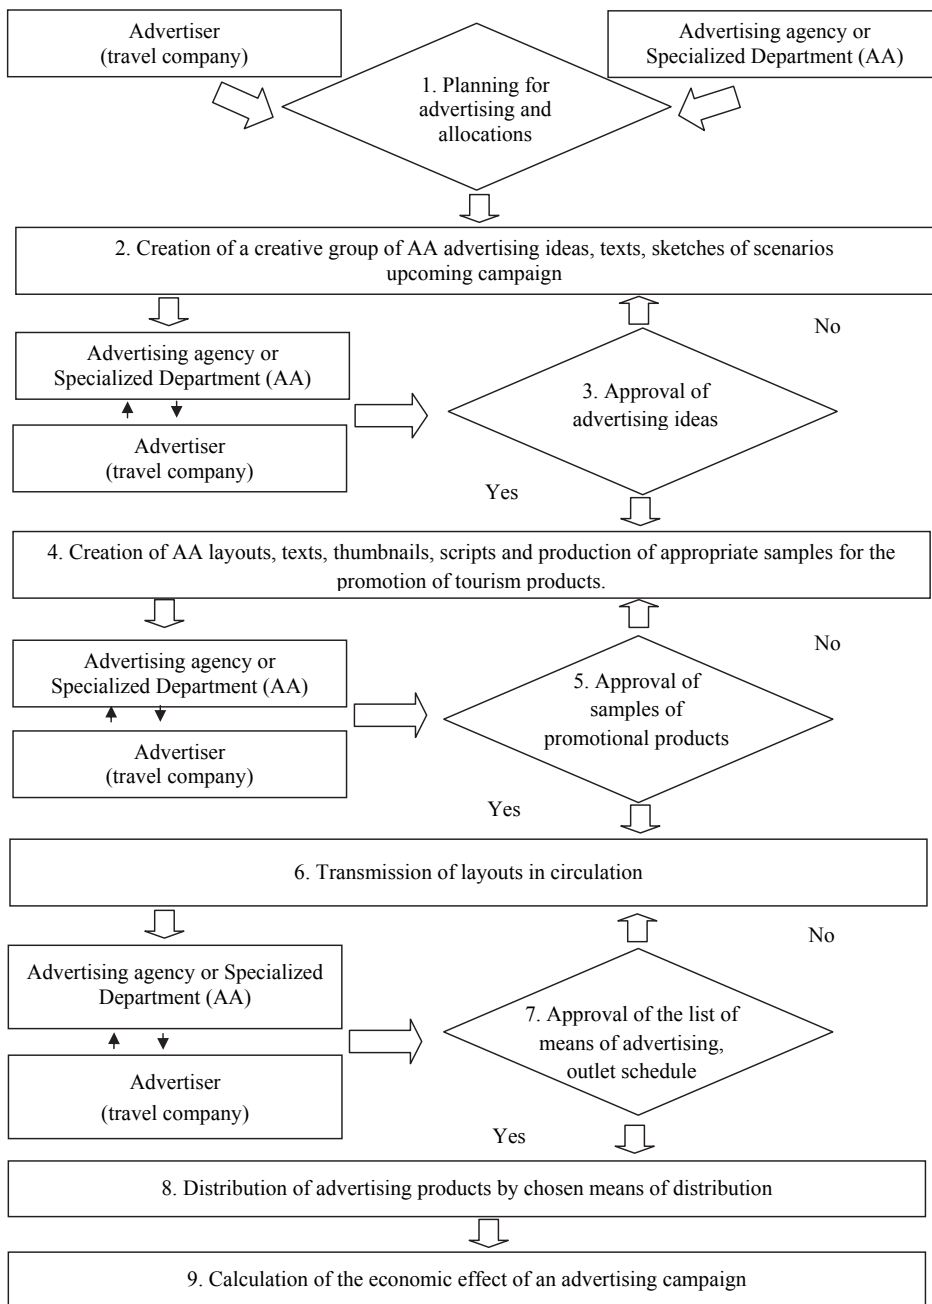 Advertiser
(travel company)
Advertising agency or
Specialized Department (AA)
1. Planning for
advertising and
allocations
2. Creation of a creative group of AA advertising ideas, texts, sketches of scenarios
upcoming campaign
No
Advertising agency or
Specialized Department (AA)
3. Approval of
advertising ideas
Advertiser
(travel company)
Yes
4. Creation of AA layouts, texts, thumbnails, scripts and production of appropriate samples for the
promotion of tourism products.
No
Advertising agency or
Specialized Department (AA)
5. Approval of
samples of
promotional products
Advertiser
(travel company)
Yes
6. Transmission of layouts in circulation
No
Advertising agency or Specialized
Department (AA)
7. Approval of the list of
means of advertising,
outlet schedule
Advertiser
(travel company)
Yes
8. Distribution of advertising products by chosen means of distribution
9. Calculation of the economic effect of an advertising campaign